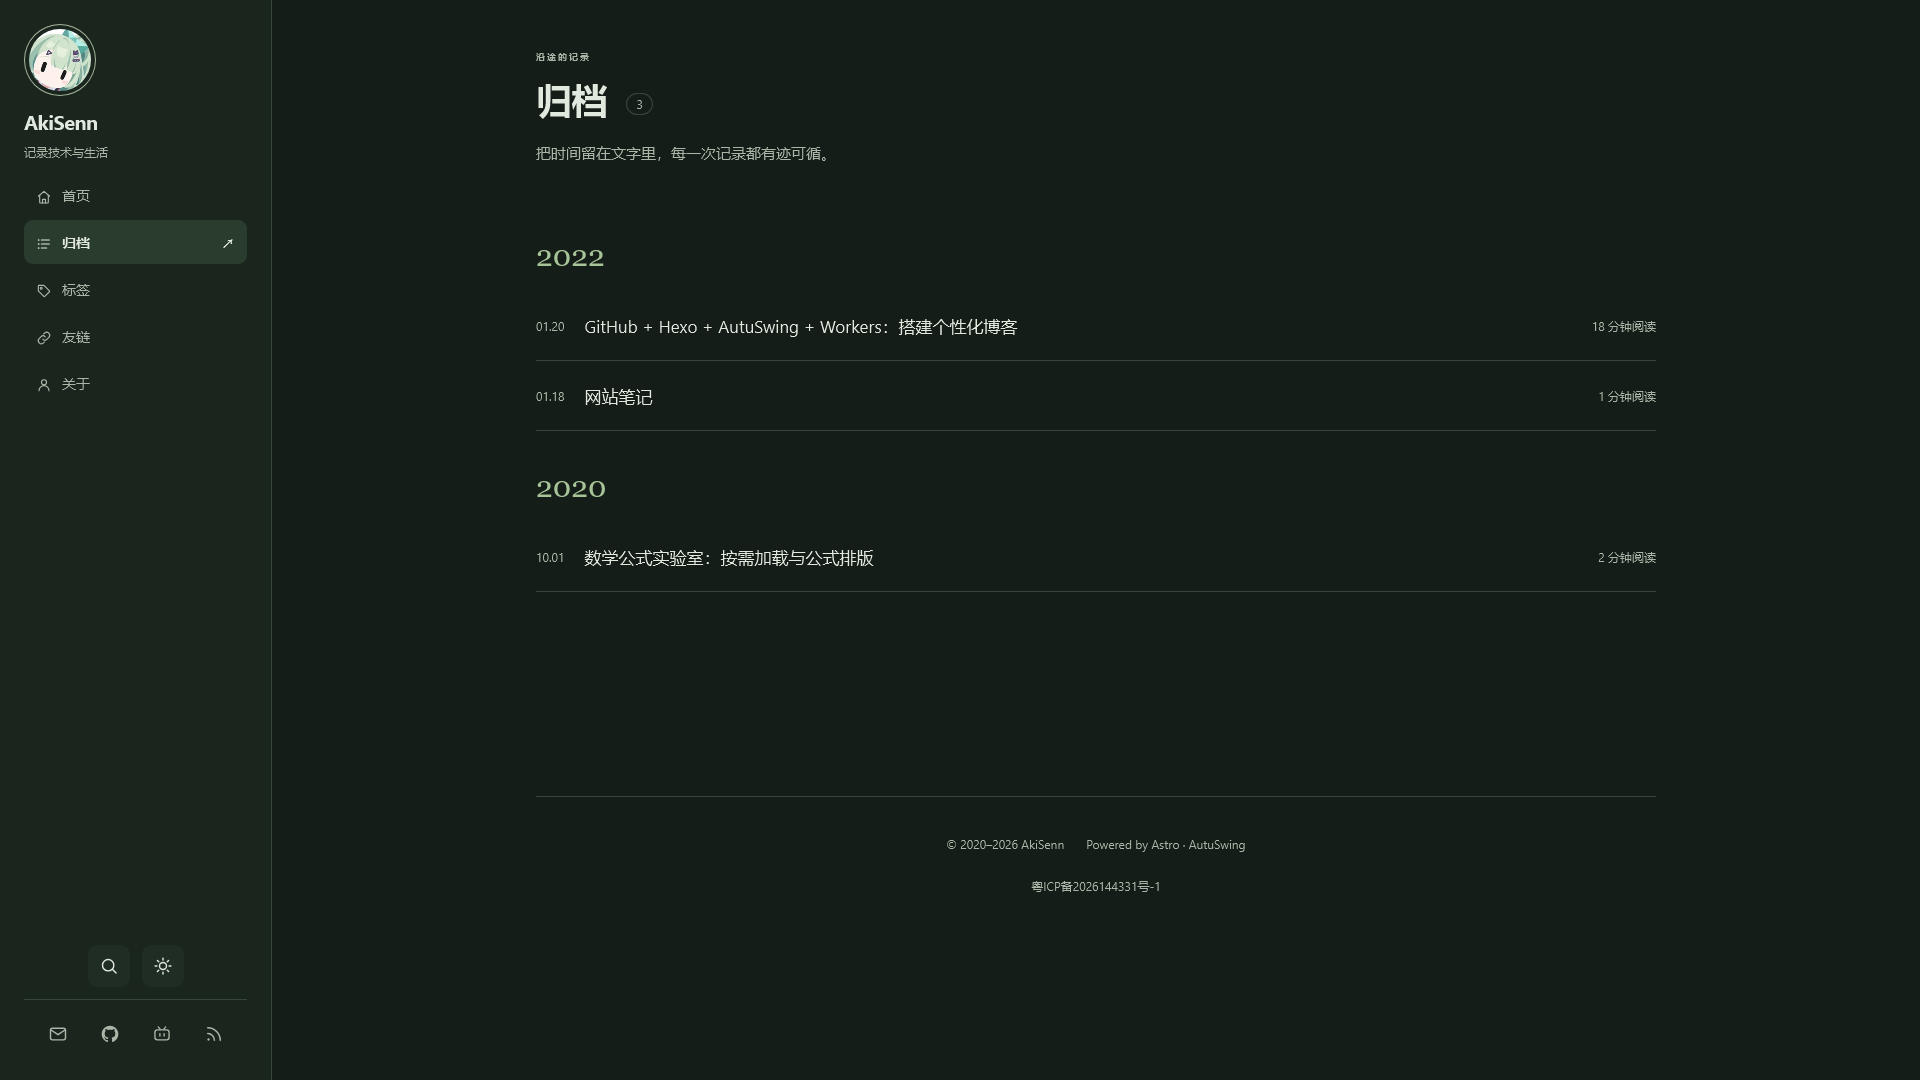 AkiSenn
记录技术与生活
首页
归档
标签
友链
关于
沿途的记录
归档 3
把时间留在文字里，每一次记录都有迹可循。
2022
01.20 GitHub + Hexo + AutuSwing + Workers：搭建个性化博客 18 分钟阅读
01.18 网站笔记 1 分钟阅读
2020
10.01 数学公式实验室：按需加载与公式排版 2 分钟阅读
© 2020–2026 AkiSenn Powered by Astro · AutuSwing
粤ICP备2026144331号-1